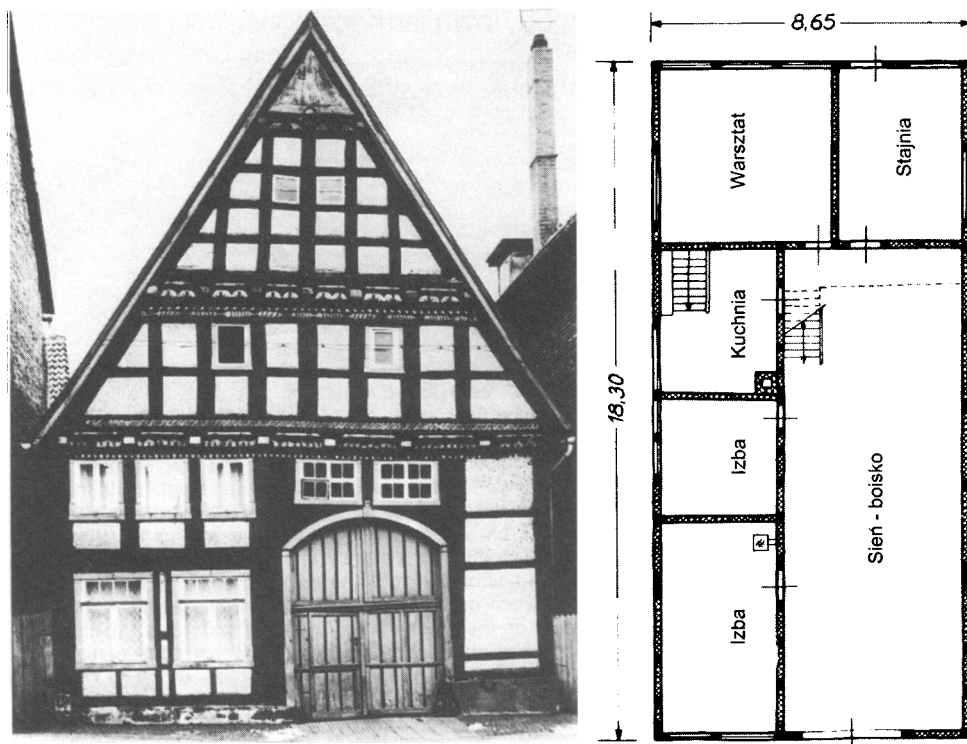 8,65
Warsztat
Stajnia
Kuchnia
18,30
Izba
Sień - boisko
Izba